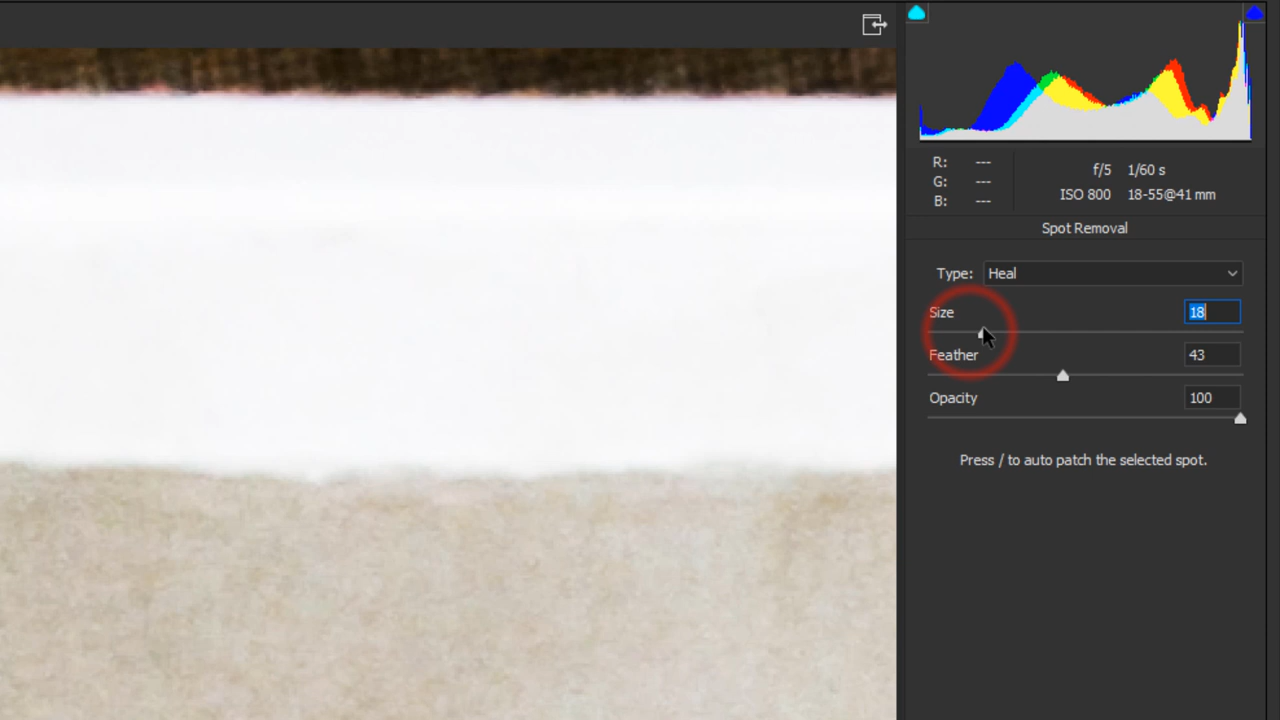 R: ---
G: ---
B: ---
f/5 1/60 s
ISO 800 18-55@41 mm
Spot Removal
Type: Heal
Size 18
Feather 43
Opacity 100
Press / to auto patch the selected spot.